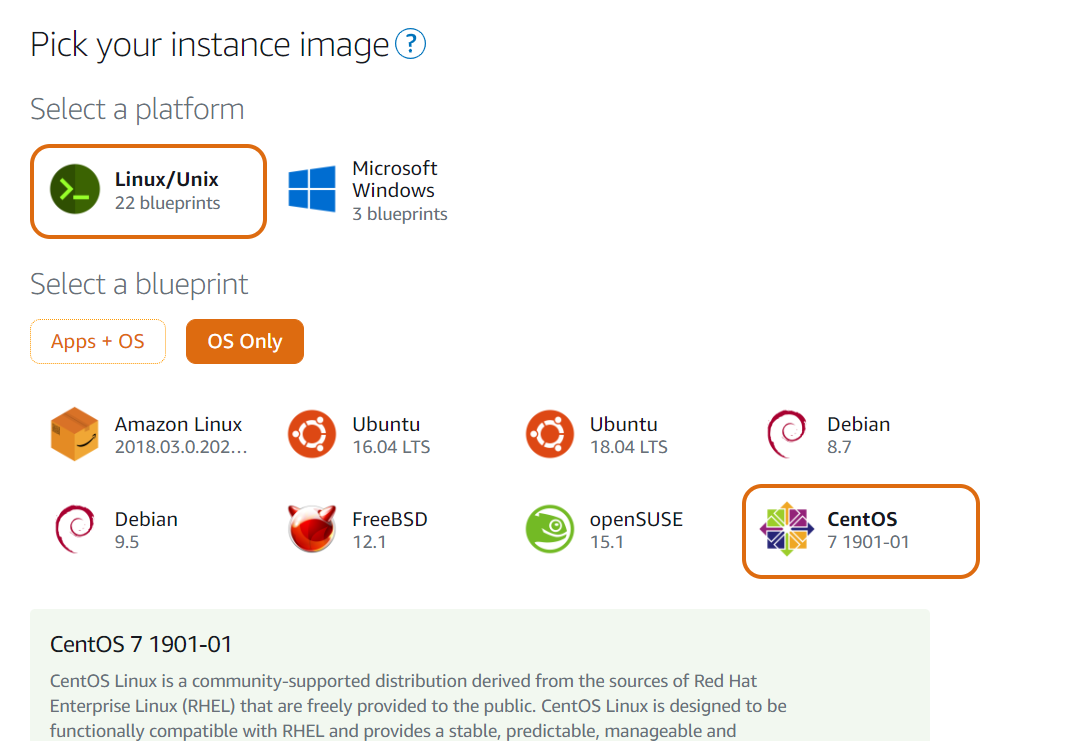 Pick your instance image ?
Select a platform
Linux/Unix
22 blueprints
Microsoft
Windows
3 blueprints
Select a blueprint
Apps + OS
OS Only
Amazon Linux
2018.03.0.202...
Ubuntu
16.04 LTS
Ubuntu
18.04 LTS
Debian
8.7
Debian
9.5
FreeBSD
12.1
openSUSE
15.1
CentOS
7 1901-01
CentOS 7 1901-01
CentOS Linux is a community-supported distribution derived from the sources of Red Hat
Enterprise Linux (RHEL) that are freely provided to the public. CentOS Linux is designed to be
functionally compatible with RHEL and provides a stable, predictable, manageable and